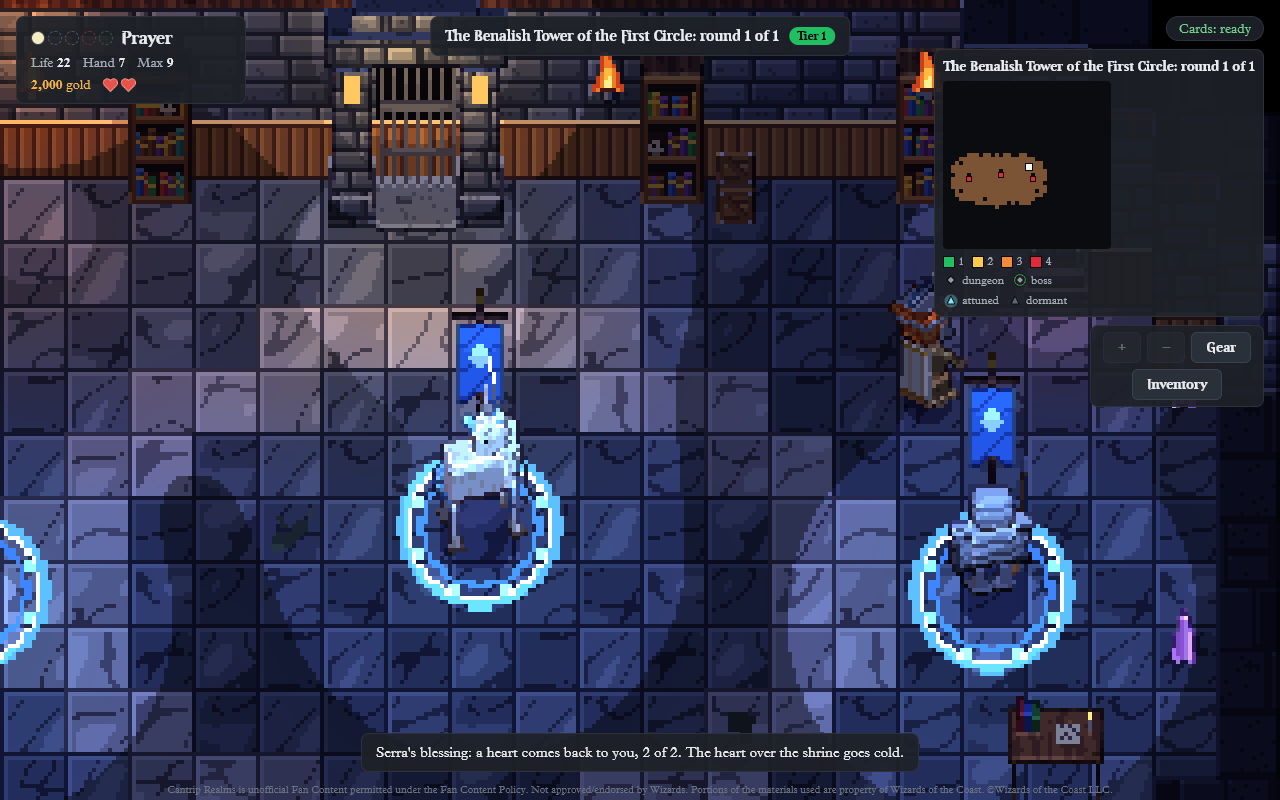 Prayer
Life 22 Hand 7 Max 9
2,000 gold
The Benalish Tower of the First Circle: round 1 of 1 Tier 1
Cards: ready
The Benalish Tower of the First Circle: round 1 of 1
1 2 3 4
dungeon boss
attuned dormant
+ − Gear
Inventory
Serra's blessing: a heart comes back to you, 2 of 2. The heart over the shrine goes cold.
Cantrip Realms is unofficial Fan Content permitted under the Fan Content Policy. Not approved/endorsed by Wizards. Portions of the materials used are property of Wizards of the Coast. ©Wizards of the Coast LLC.